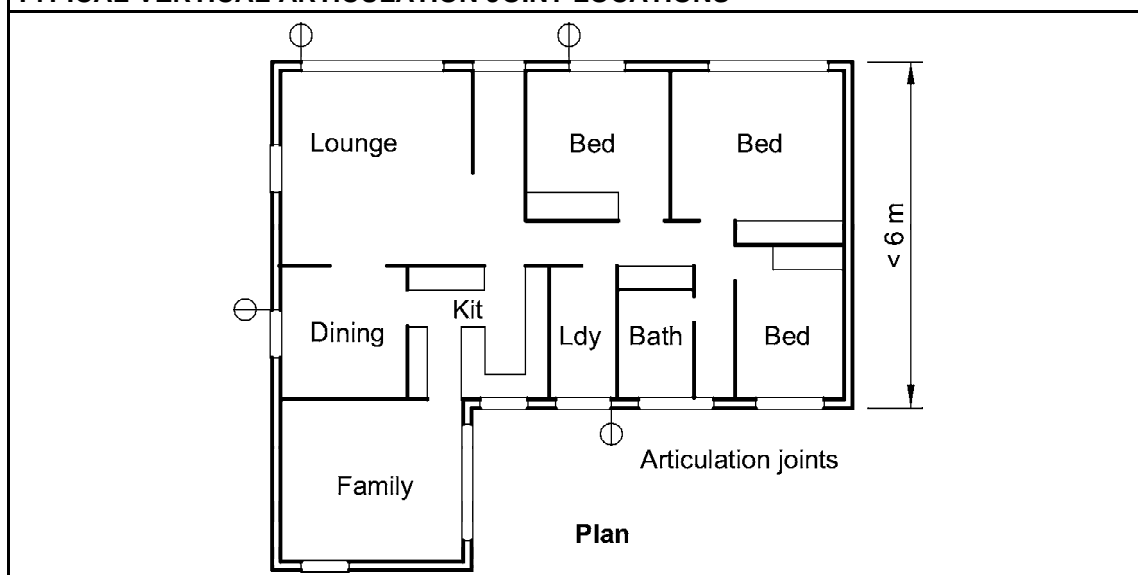 TYPICAL VERTICAL ARTICULATION JOINT LOCATIONS
Lounge
Bed
Bed
< 6 m
Kit
Dining
Ldy
Bath
Bed
Articulation joints
Family
Plan